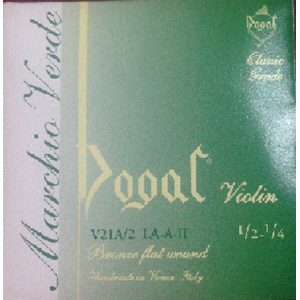 Dogal
Classic
Grade
Marchio Verde
Dogal
Violin
V21A/2 LA-A-II
1/2-1/4
Bronze flat wound
Handmade in Venice, Italy